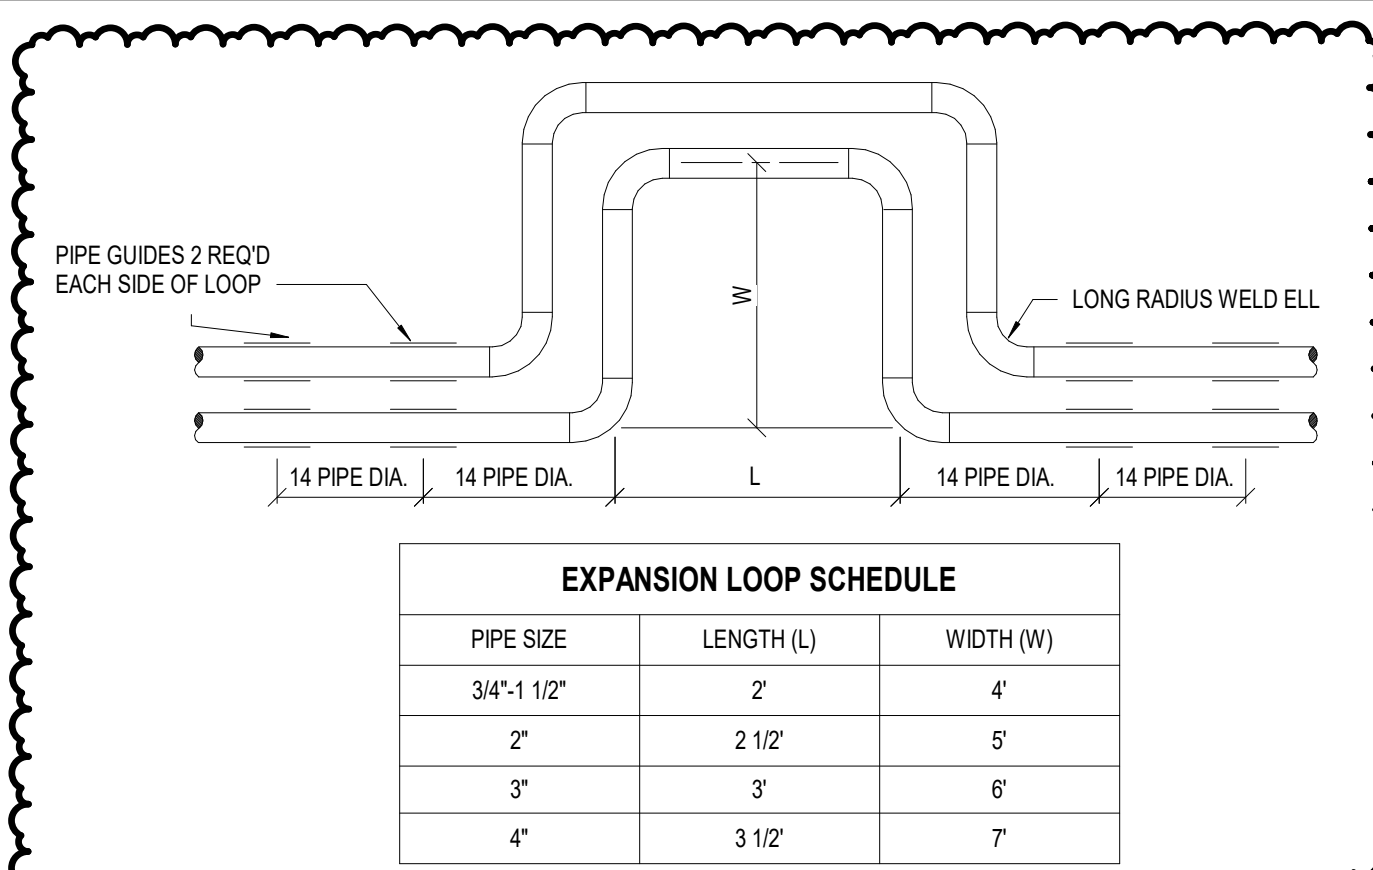 PIPE GUIDES 2 REQ'D
EACH SIDE OF LOOP
W
LONG RADIUS WELD ELL
14 PIPE DIA. 14 PIPE DIA. L 14 PIPE DIA. 14 PIPE DIA.
EXPANSION LOOP SCHEDULE
PIPE SIZE LENGTH (L) WIDTH (W)
3/4"-1 1/2" 2' 4'
2" 2 1/2' 5'
3" 3' 6'
4" 3 1/2' 7'